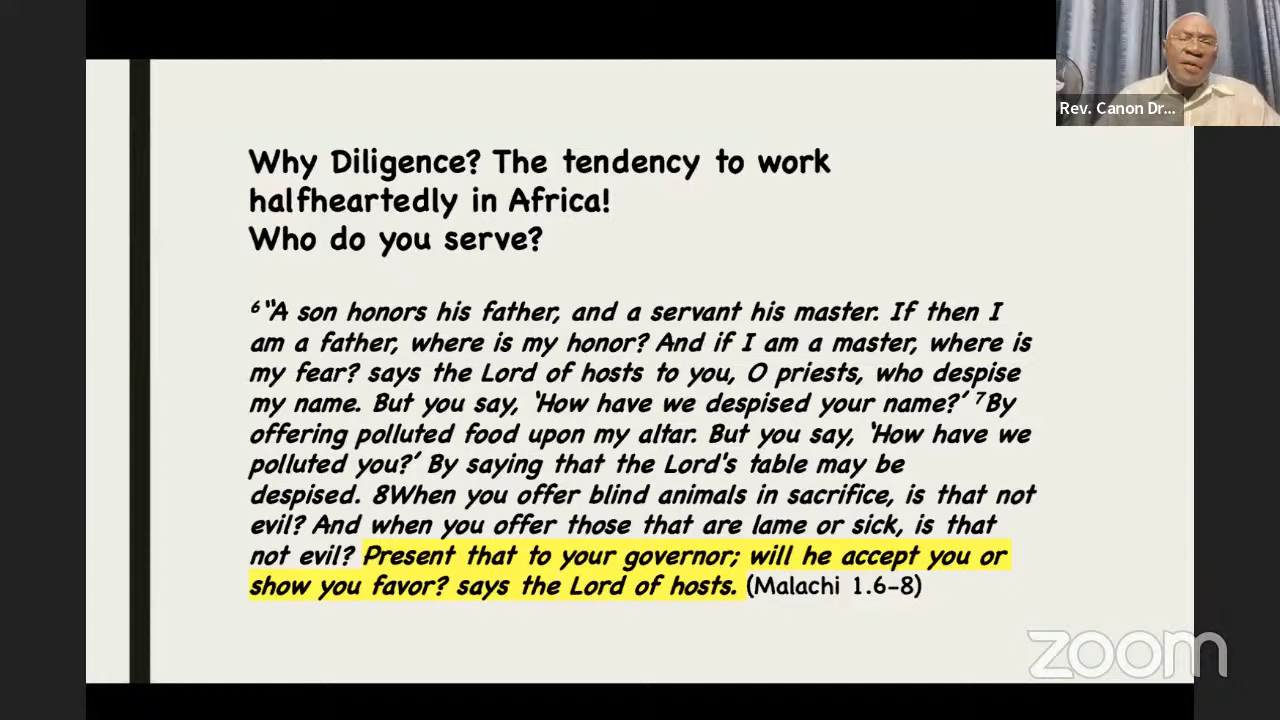 Rev. Canon Dr...
Why Diligence? The tendency to work
halfheartedly in Africa!
Who do you serve?
⁶“A son honors his father, and a servant his master. If then I
am a father, where is my honor? And if I am a master, where is
my fear? says the Lord of hosts to you, O priests, who despise
my name. But you say, ‘How have we despised your name?’ ⁷By
offering polluted food upon my altar. But you say, ‘How have we
polluted you?’ By saying that the Lord's table may be
despised. 8When you offer blind animals in sacrifice, is that not
evil? And when you offer those that are lame or sick, is that
not evil? Present that to your governor; will he accept you or
show you favor? says the Lord of hosts. (Malachi 1.6-8)
zoom